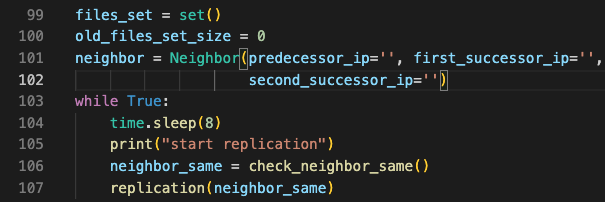 99 files_set = set()
100 old_files_set_size = 0
101 neighbor = Neighbor(predecessor_ip='', first_successor_ip='',
102 second_successor_ip='')
103 while True:
104 time.sleep(8)
105 print("start replication")
106 neighbor_same = check_neighbor_same()
107 replication(neighbor_same)